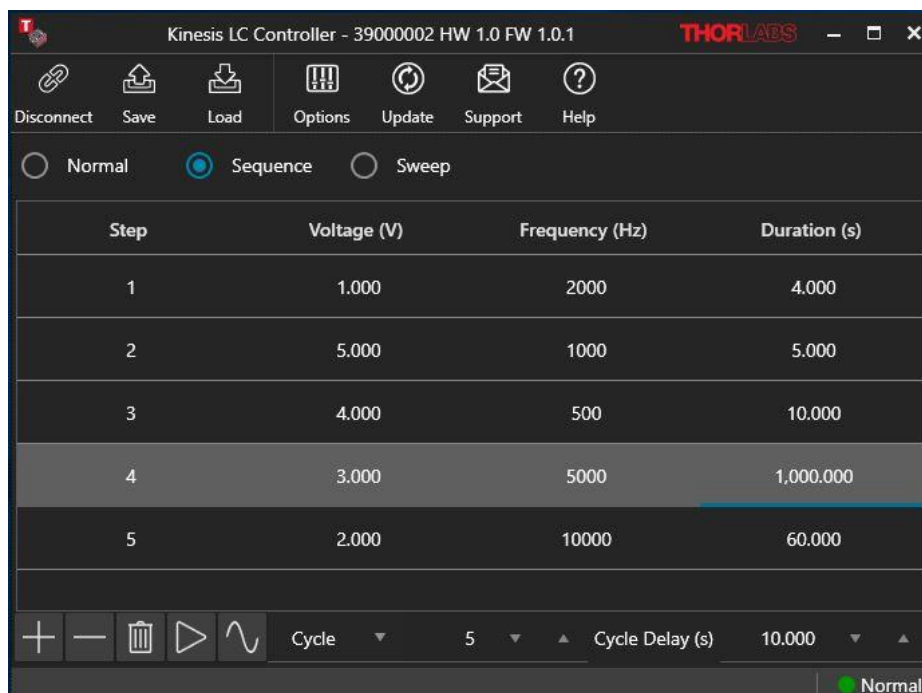 Kinesis LC Controller - 39000002 HW 1.0 FW 1.0.1 THORLABS
Disconnect Save Load Options Update Support Help
Normal Sequence Sweep
Step Voltage (V) Frequency (Hz) Duration (s)
1 1.000 2000 4.000
2 5.000 1000 5.000
3 4.000 500 10.000
4 3.000 5000 1,000.000
5 2.000 10000 60.000
Cycle 5 Cycle Delay (s) 10.000
Normal